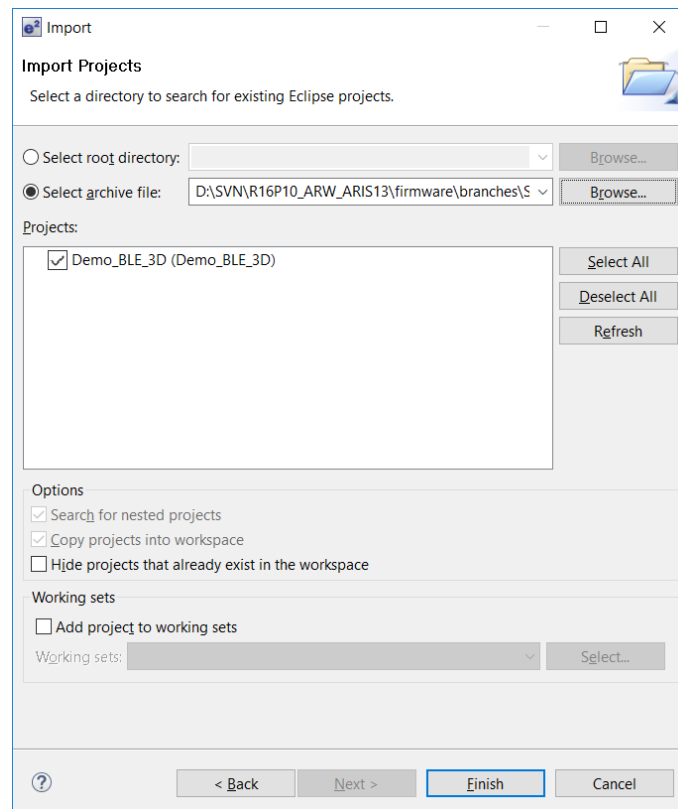 e² Import
Import Projects
Select a directory to search for existing Eclipse projects.
Select root directory: Browse...
Select archive file: D:\SVN\R16P10_ARW_ARIS13\firmware\branches\S Browse...
Projects:
Demo_BLE_3D (Demo_BLE_3D)
Select All
Deselect All
Refresh
Options
Search for nested projects
Copy projects into workspace
Hide projects that already exist in the workspace
Working sets
Add project to working sets
Working sets: Select...
? < Back Next > Finish Cancel